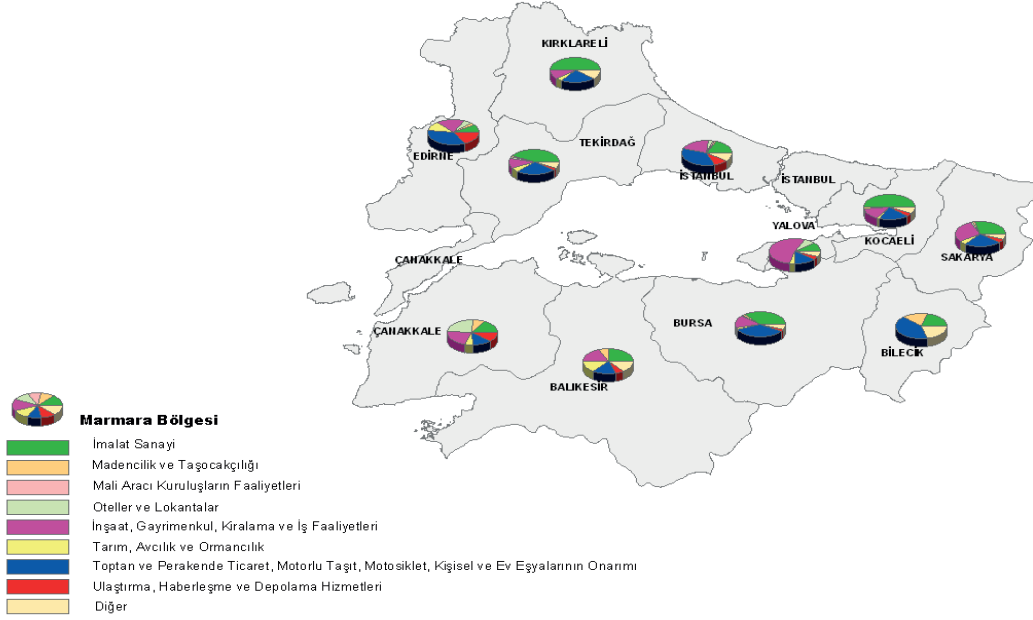 KIRKLARELİ
TEKİRDAĞ
EDİRNE
İSTANBUL
İSTANBUL
YALOVA
KOCAELİ
SAKARYA
ÇANAKKALE
ÇANAKKALE
BURSA
BİLECİK
BALIKESİR
Marmara Bölgesi
İmalat Sanayi
Madencilik ve Taşocakçılığı
Mali Aracı Kuruluşların Faaliyetleri
Oteller ve Lokantalar
İnşaat, Gayrimenkul, Kiralama ve İş Faaliyetleri
Tarım, Avcılık ve Ormancılık
Toptan ve Perakende Ticaret, Motorlu Taşıt, Motosiklet, Kişisel ve Ev Eşyalarının Onarımı
Ulaştırma, Haberleşme ve Depolama Hizmetleri
Diğer